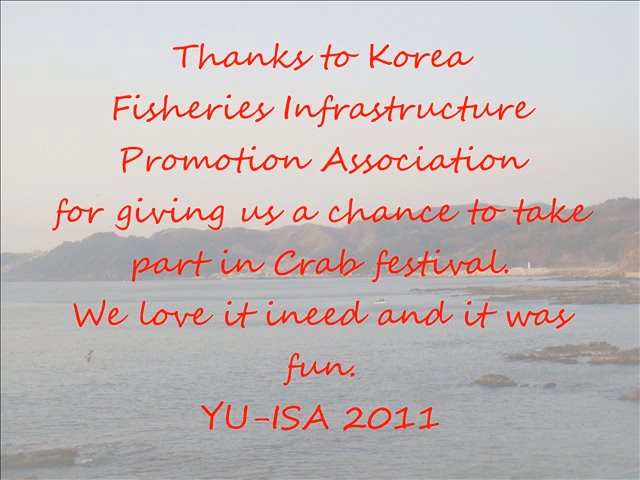 Thanks to Korea
Fisheries Infrastructure
Promotion Association
for giving us a chance to take
part in Crab festival.
We love it ineed and it was
fun.
YU-ISA 2011